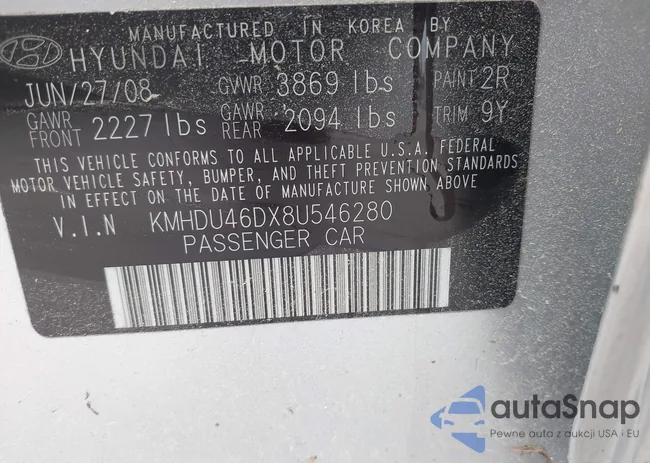 MANUFACTURED IN KOREA BY
HYUNDAI MOTOR COMPANY
JUN/27/08 GVWR 3869 lbs PAINT 2R
GAWR FRONT 2227 lbs GAWR REAR 2094 lbs TRIM 9Y
THIS VEHICLE CONFORMS TO ALL APPLICABLE U.S.A. FEDERAL
MOTOR VEHICLE SAFETY, BUMPER, AND THEFT PREVENTION STANDARDS
IN EFFECT ON THE DATE OF MANUFACTURE SHOWN ABOVE
V.I.N KMHDU46DX8U546280
PASSENGER CAR
autoSnap
Pewne auta z aukcji USA i EU